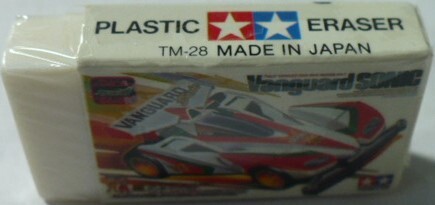 PLASTIC ERASER
TM-28 MADE IN JAPAN
Vanguard SONIC
VANGUARD